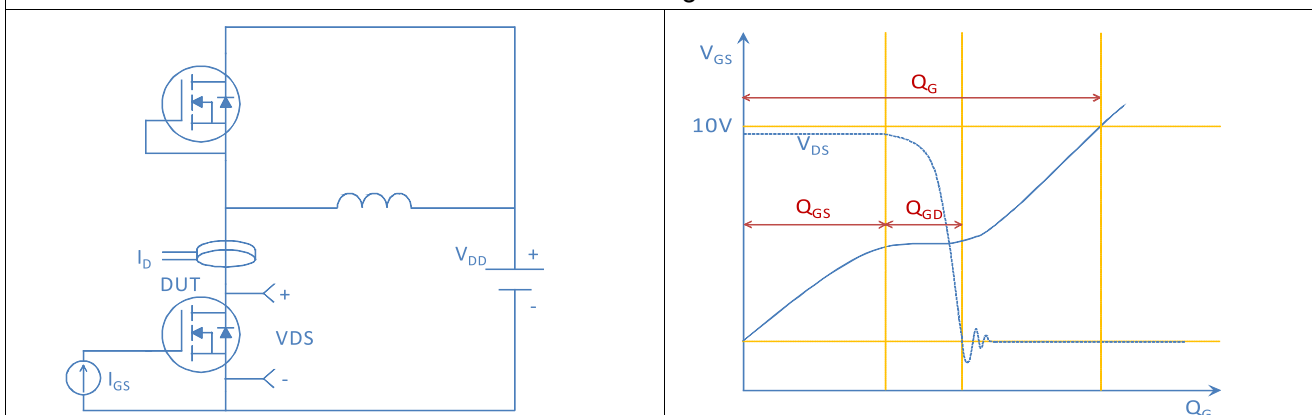 g
I_D
DUT
+
VDS
-
I_GS
V_DD
+
-
V_GS
Q_G
10V
V_DS
Q_GS
Q_GD
Q_G